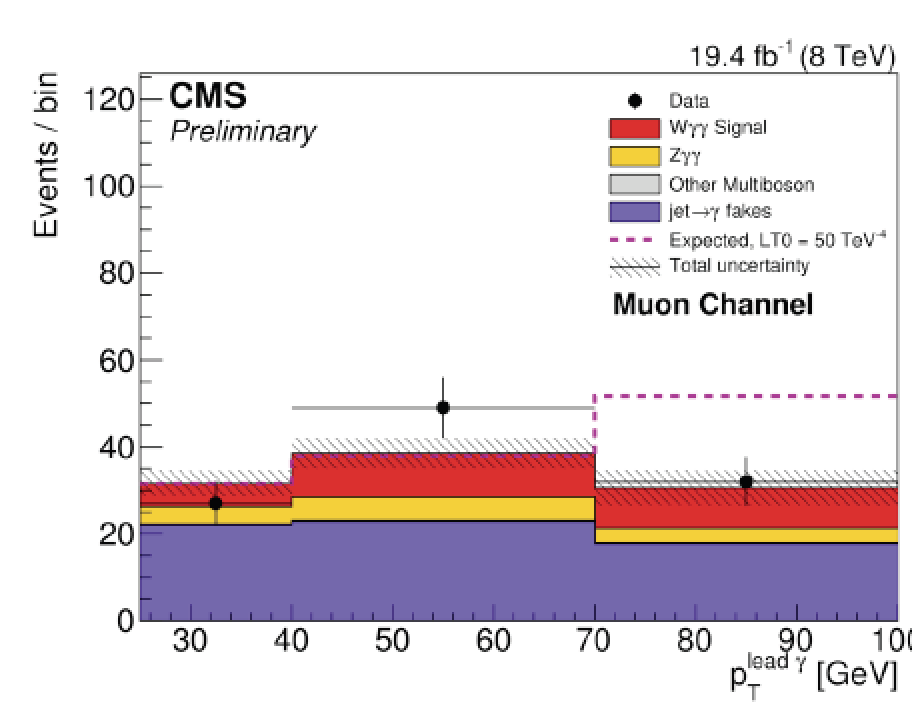 19.4 fb⁻¹ (8 TeV)
CMS
Preliminary
Events / bin
120
100
80
60
40
20
0
Data
Wγγ Signal
Zγγ
Other Multiboson
jet→γ fakes
Expected, LT0 = 50 TeV⁻⁴
Total uncertainty
Muon Channel
30 40 50 60 70 80 90 100
p_T^lead γ [GeV]